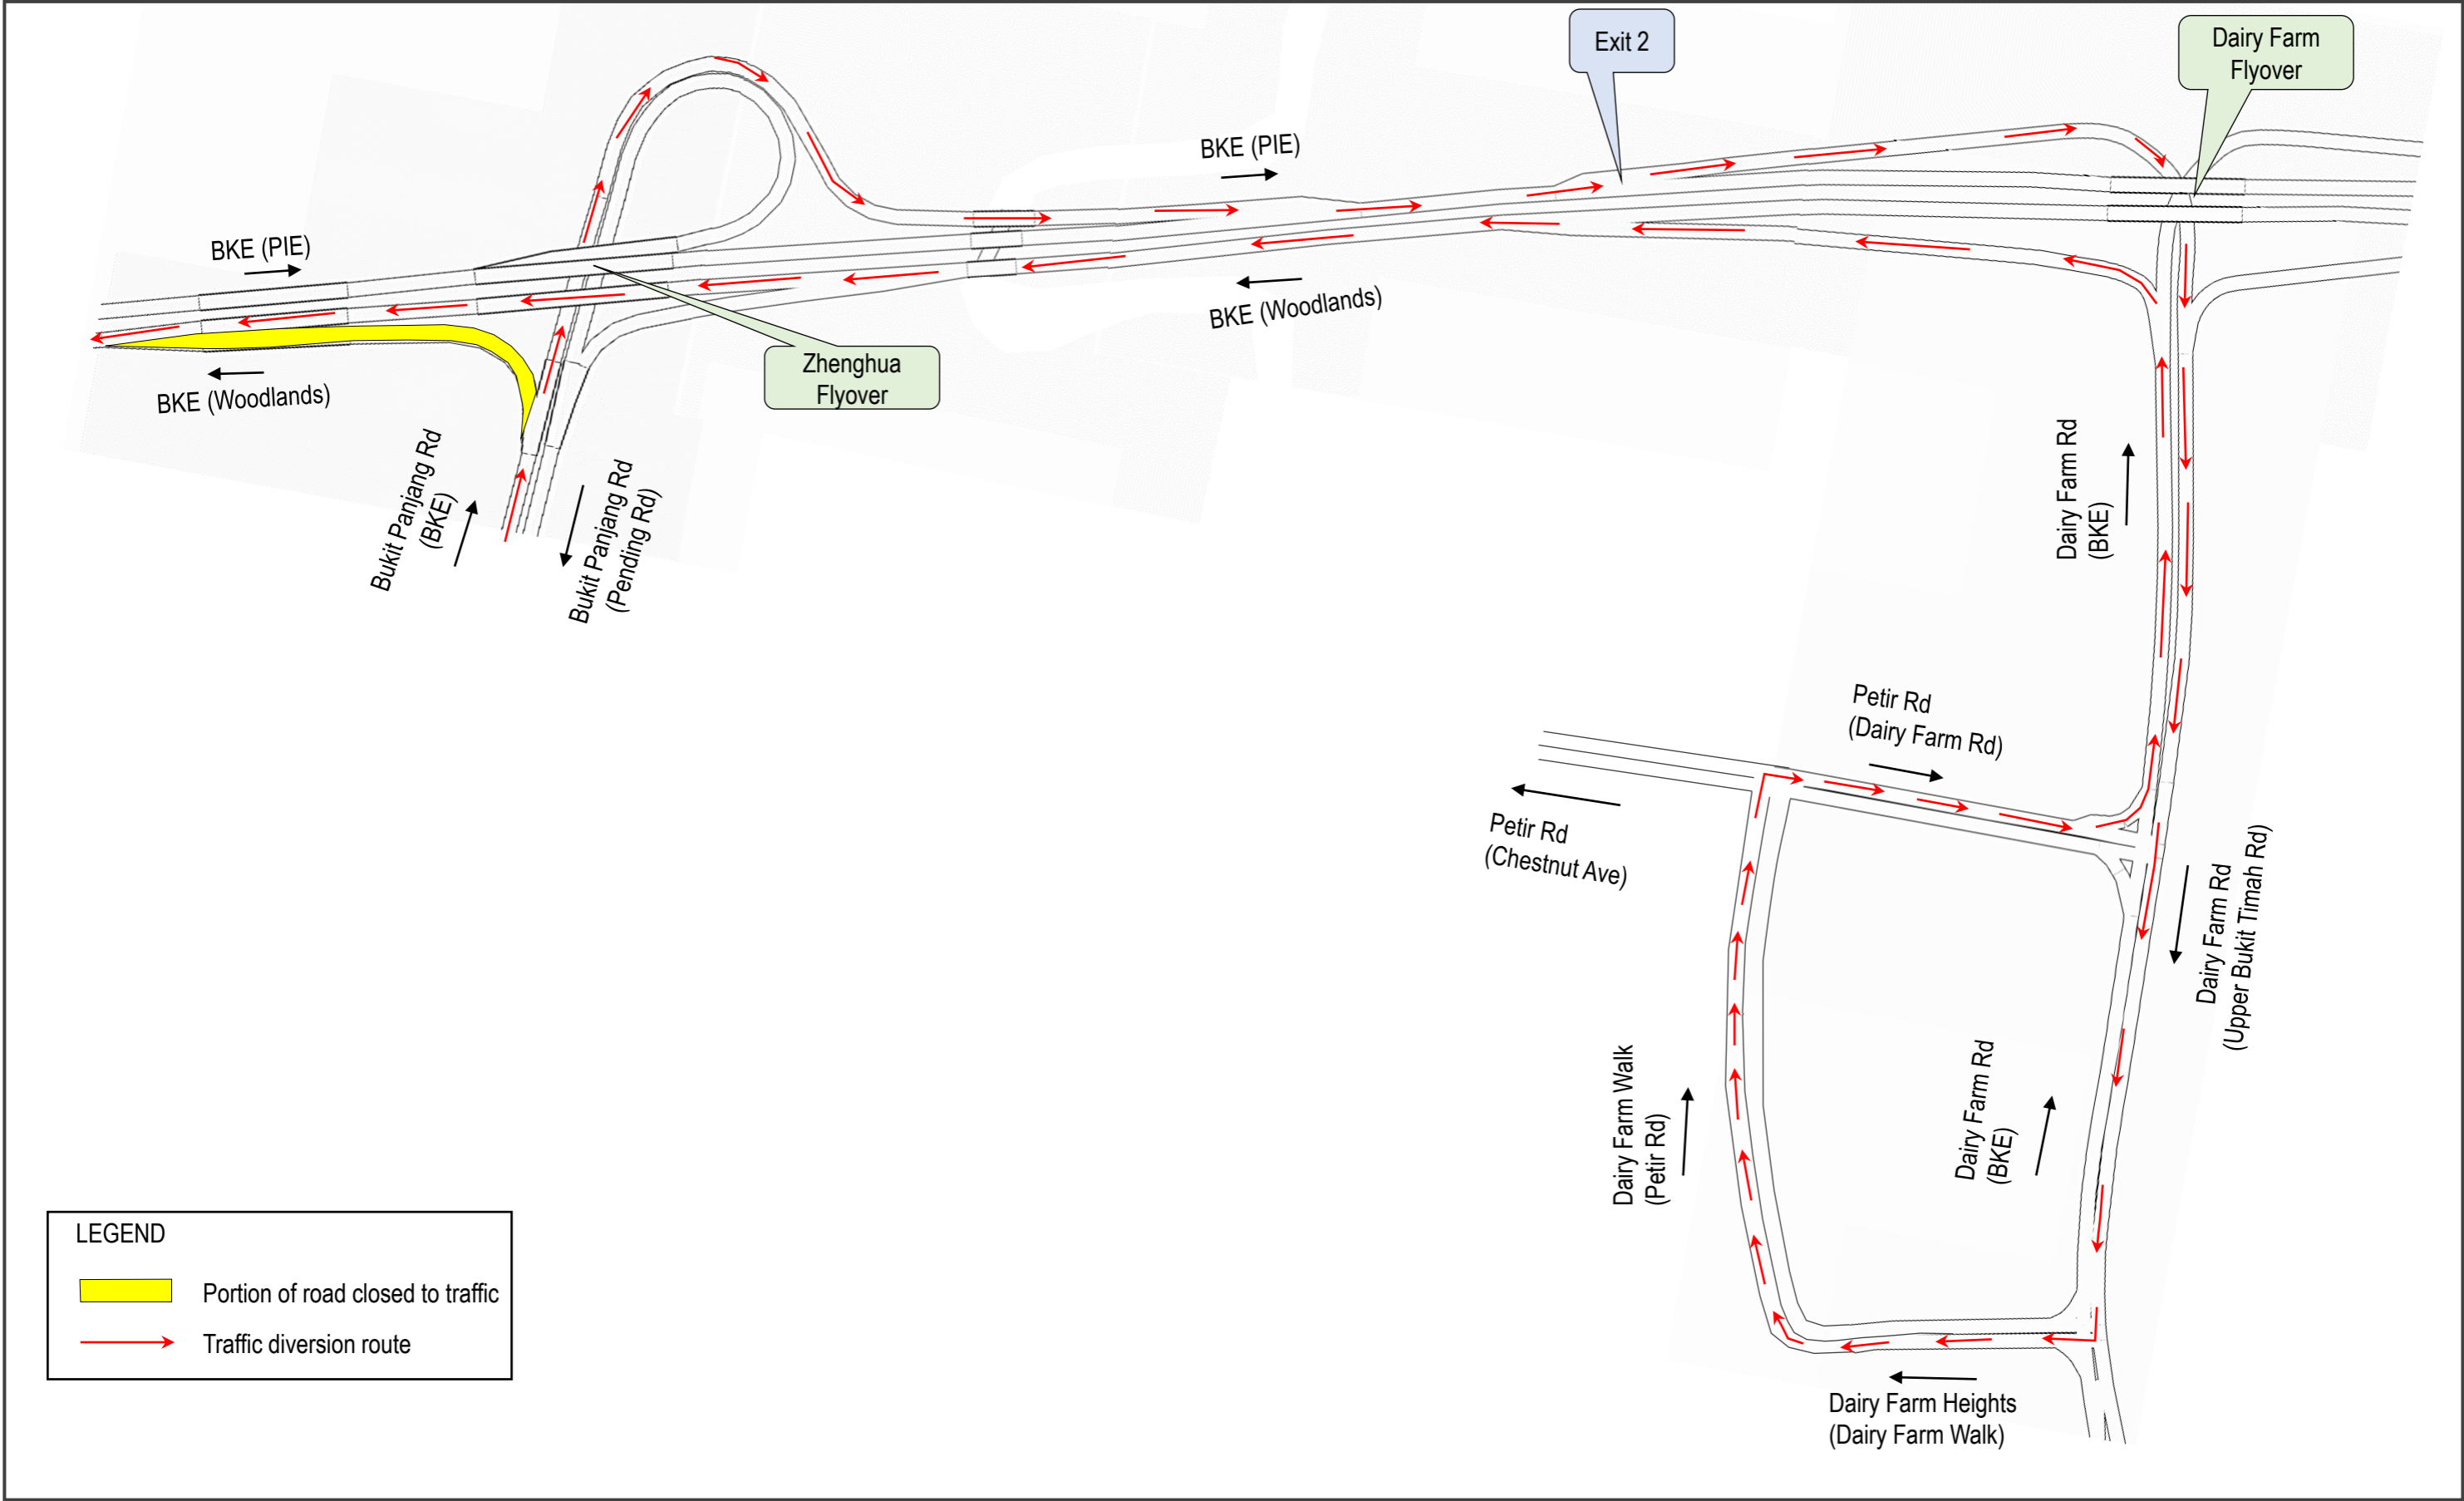 Exit 2
Dairy Farm
Flyover
BKE (PIE)
BKE (PIE)
BKE (Woodlands)
Zhenghua
Flyover
BKE (Woodlands)
Bukit Panjang Rd
(BKE)
Bukit Panjang Rd
(Pending Rd)
Dairy Farm Rd
(BKE)
Petir Rd
(Dairy Farm Rd)
Petir Rd
(Chestnut Ave)
Dairy Farm Rd
(Upper Bukit Timah Rd)
Dairy Farm Walk
(Petir Rd)
Dairy Farm Rd
(BKE)
Dairy Farm Heights
(Dairy Farm Walk)
LEGEND
Portion of road closed to traffic
Traffic diversion route